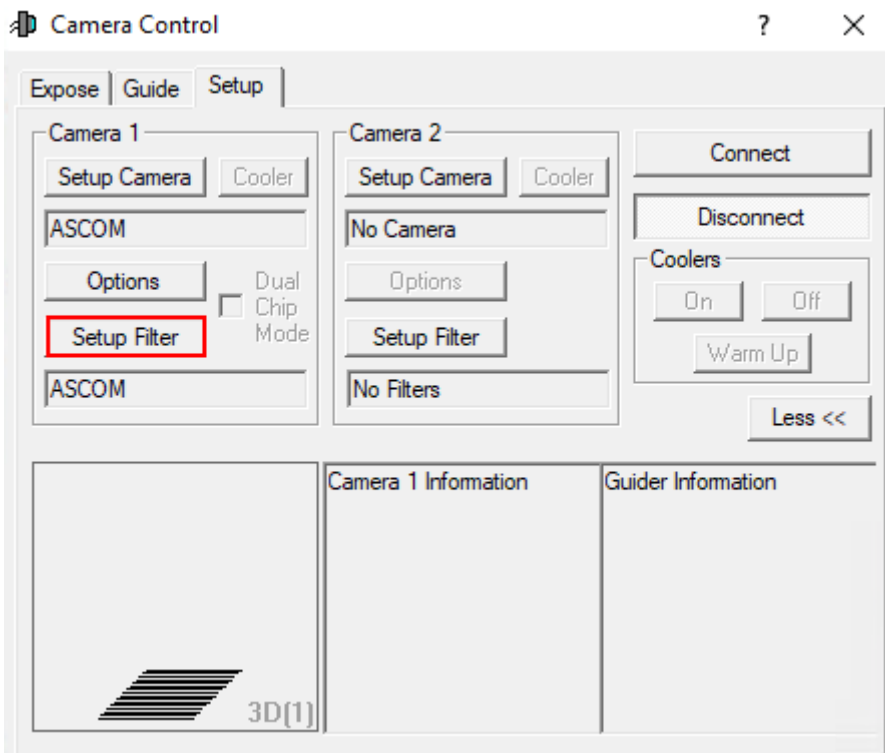 Camera Control
?
Expose
Guide
Setup
Camera 1
Setup Camera
Cooler
ASCOM
Options
Dual
Chip
Mode
Setup Filter
ASCOM
Camera 2
Setup Camera
Cooler
No Camera
Options
Setup Filter
No Filters
Connect
Disconnect
Coolers
On
Off
Warm Up
Less <<
3D(1)
Camera 1 Information
Guider Information